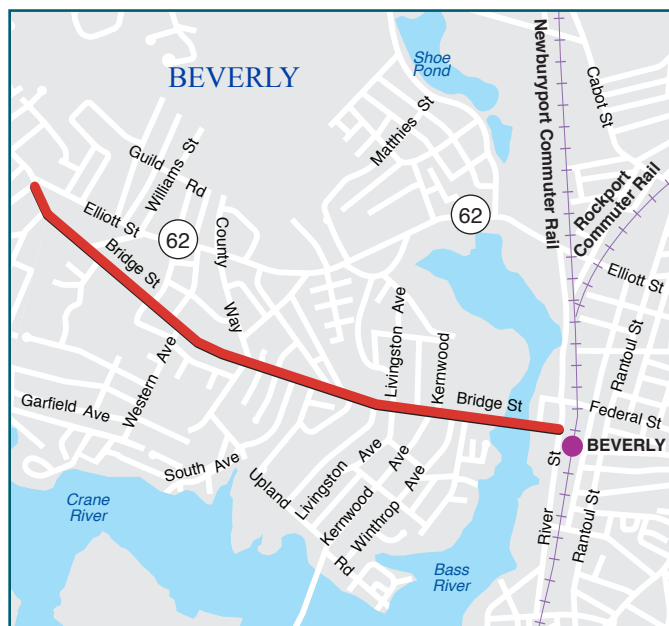 Shoe
Pond
BEVERLY
Newburyport Commuter Rail
Cabot St
Matthies St
Williams St
Guild Rd
Rockport
Commuter Rail
62
Elliott St
62
County Way
Bridge St
Elliott St
Livingston Ave
Kernwood
Rantoul St
Western Ave
Bridge St
Federal St
Garfield Ave
BEVERLY
South Ave
Upland Rd
Livingston Ave
Kernwood Ave
Winthrop Ave
River St
Rantoul St
Crane
River
Bass
River